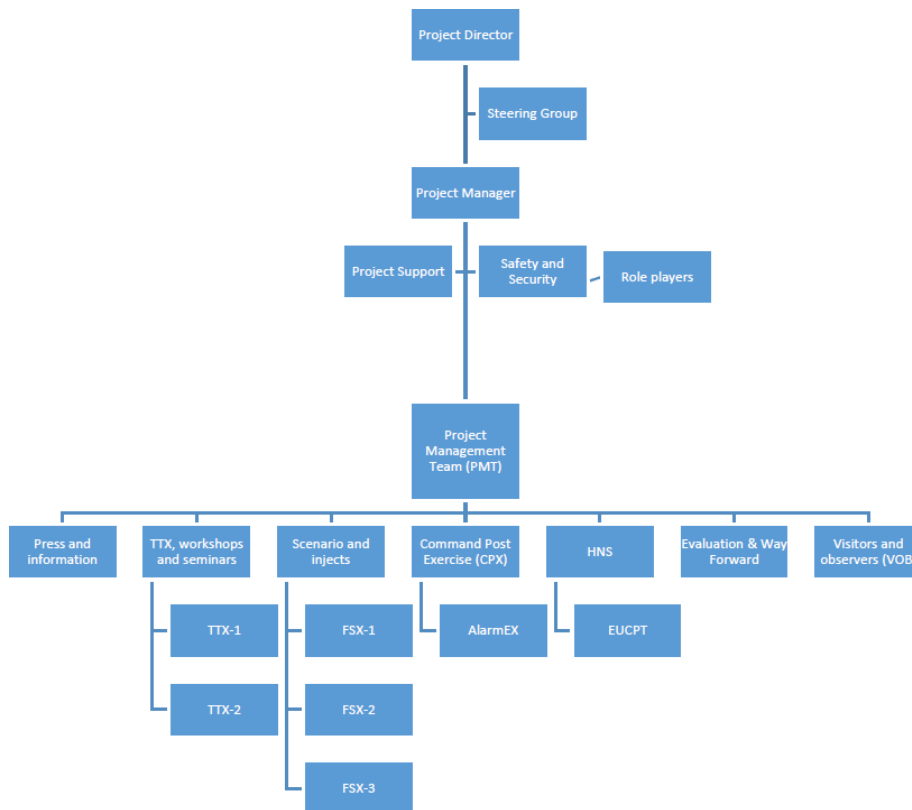 Project Director
Steering Group
Project Manager
Project Support
Safety and
Security
Role players
Project
Management
Team (PMT)
Press and
information
TTX, workshops
and seminars
Scenario and
injects
Command Post
Exercise (CPX)
HNS
Evaluation & Way
Forward
Visitors and
observers (VOB
TTX-1
FSX-1
AlarmEX
EUCPT
TTX-2
FSX-2
FSX-3